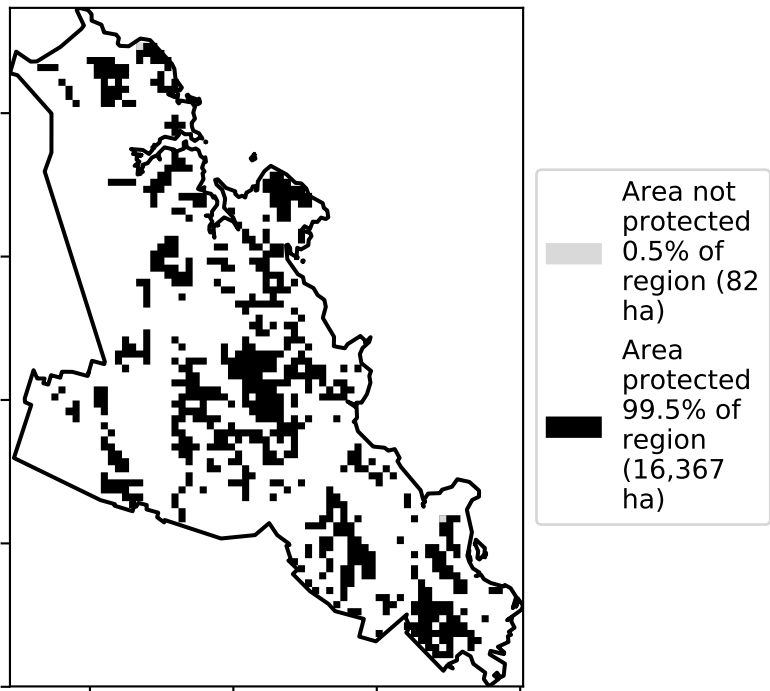 Area not
protected
0.5% of
region (82
ha)
Area
protected
99.5% of
region
(16,367
ha)